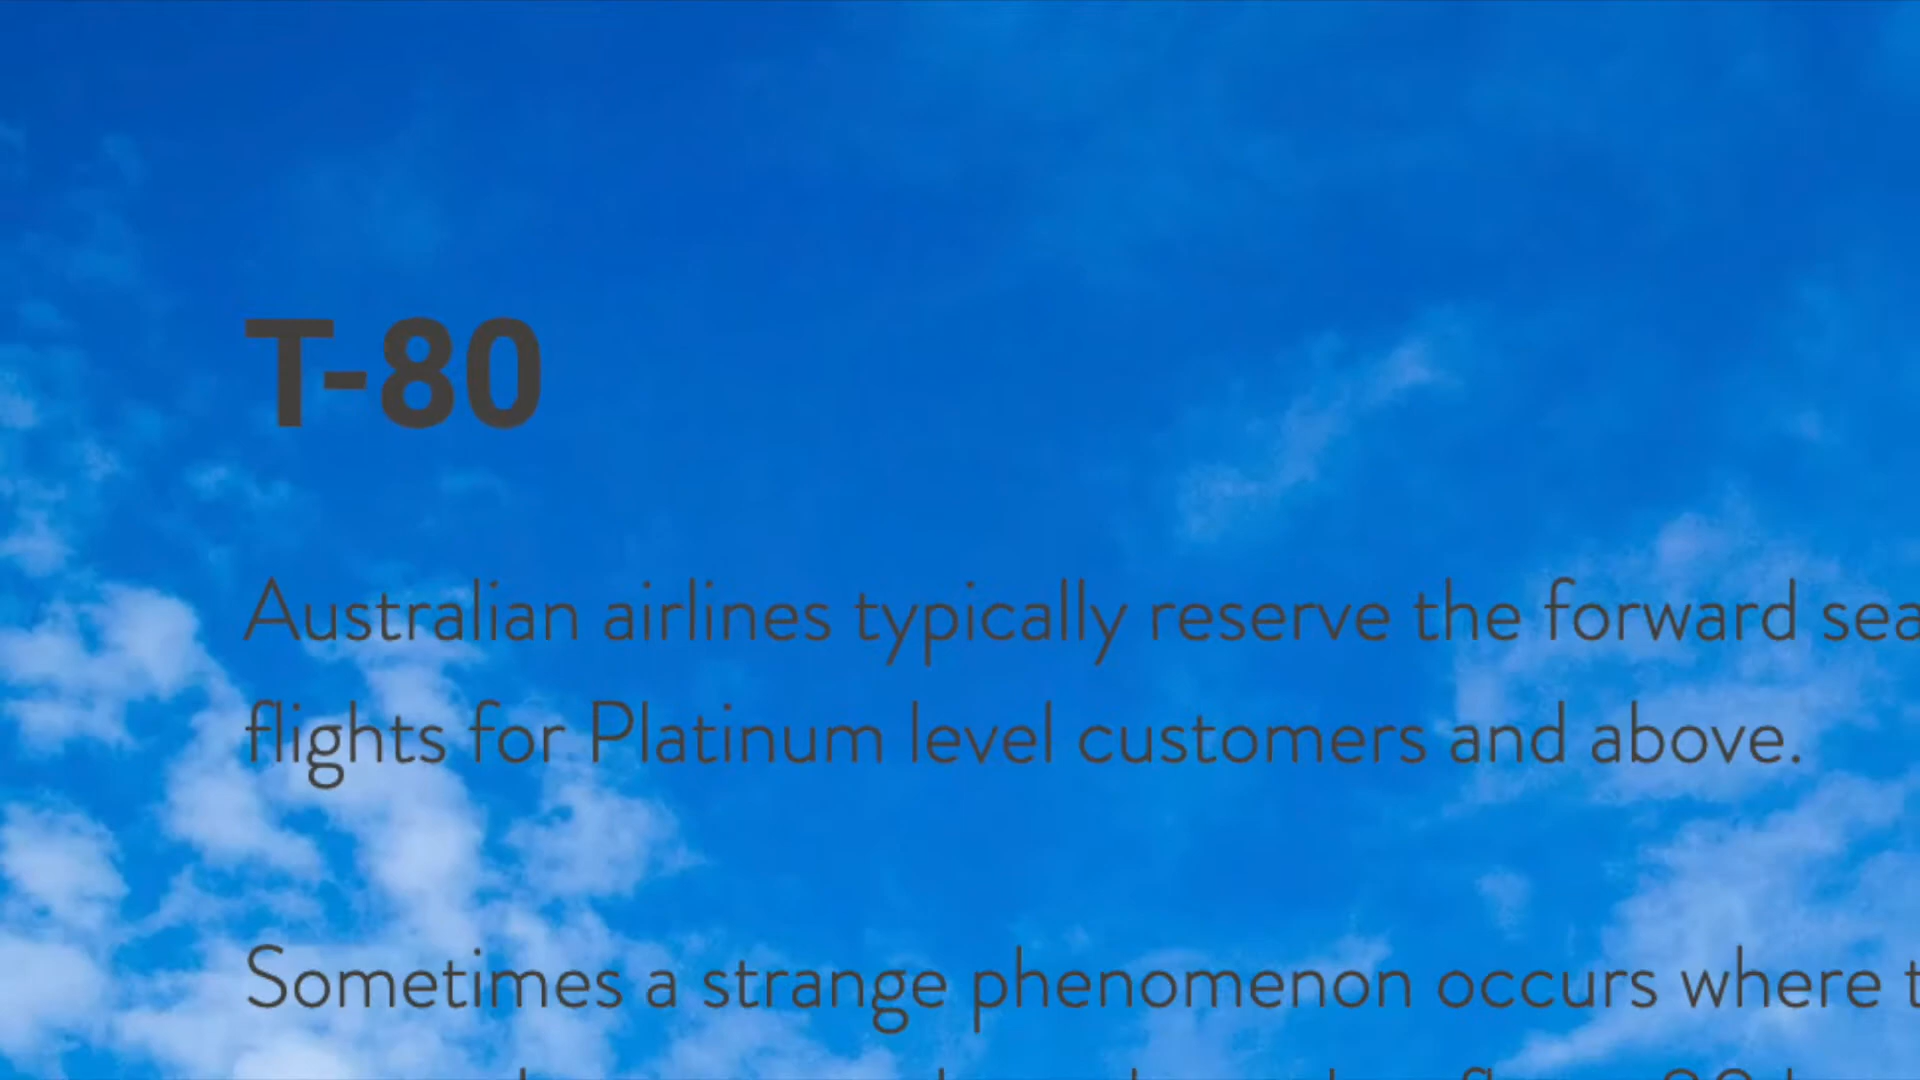 T-80
Australian airlines typically reserve the forward
flights for Platinum level customers and above.
Sometimes a strange phenomenon occurs where